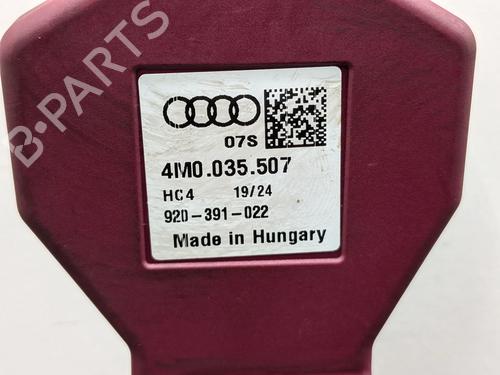 B-PARTS
07S
4M0.035.507
HC4 19/24
920-391-022
Made in Hungary